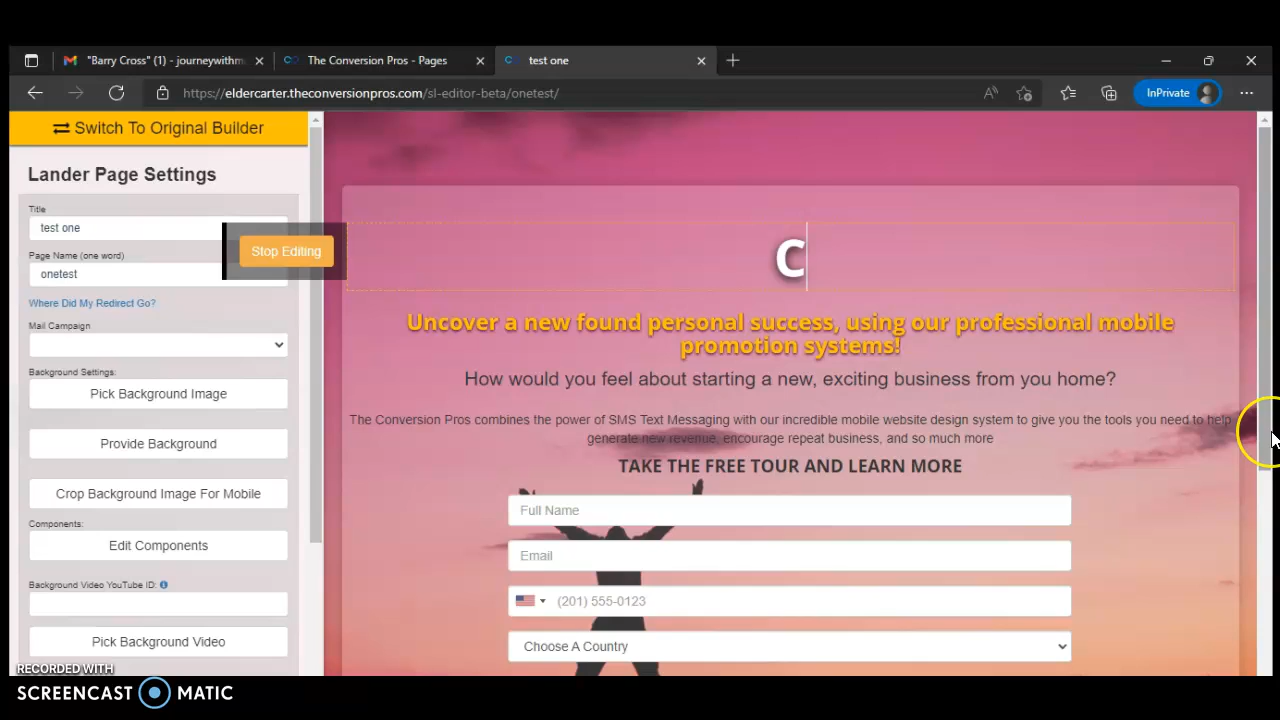 "Barry Cross" (1) - journeywithm
The Conversion Pros - Pages
test one
https://eldercarter.theconversionpros.com/sl-editor-beta/onetest/
InPrivate
Switch To Original Builder
Lander Page Settings
Title
test one
Page Name (one word)
onetest
Stop Editing
Where Did My Redirect Go?
Mail Campaign
Background Settings:
Pick Background Image
Provide Background
Crop Background Image For Mobile
Components:
Edit Components
Background Video YouTube ID:
Pick Background Video
C
Uncover a new found personal success, using our professional mobile
promotion systems!
How would you feel about starting a new, exciting business from you home?
The Conversion Pros combines the power of SMS Text Messaging with our incredible mobile website design system to give you the tools you need to help
generate new revenue, encourage repeat business, and so much more
TAKE THE FREE TOUR AND LEARN MORE
Full Name
Email
(201) 555-0123
Choose A Country
RECORDED WITH
SCREENCAST MATIC